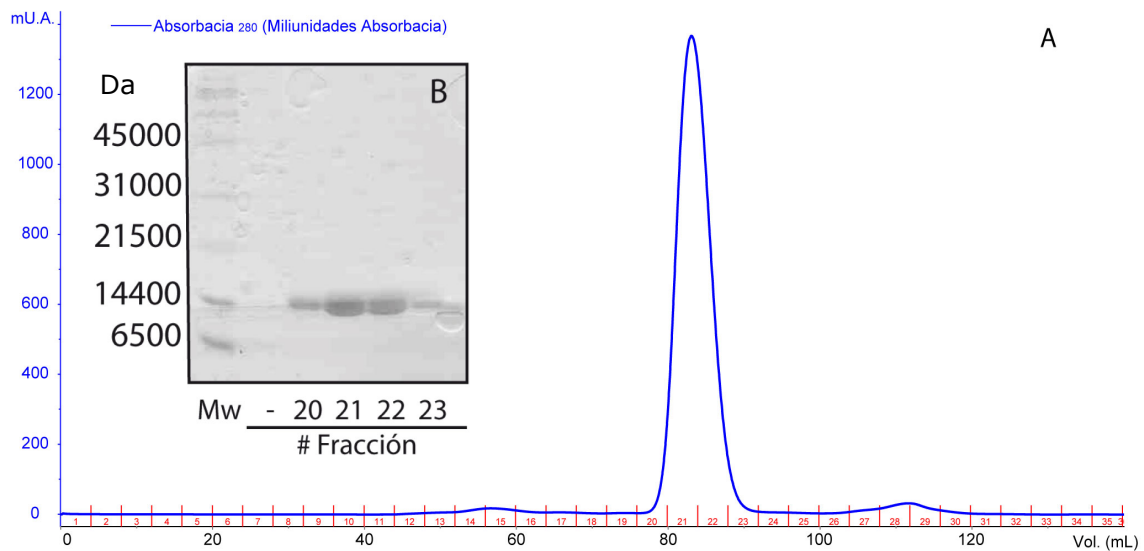 mU.A.
Absorbacia 280 (Miliunidades Absorbacia)
A
1200
1000
800
600
400
200
0
Da
B
45000
31000
21500
14400
6500
Mw - 20 21 22 23
# Fracción
1 2 3 4 5 6 7 8 9 10 11 12 13 14 15 16 17 18 19 20 21 22 23 24 25 26 27 28 29 30 31 32 33 34 35
0 20 40 60 80 100 120 Vol. (mL)